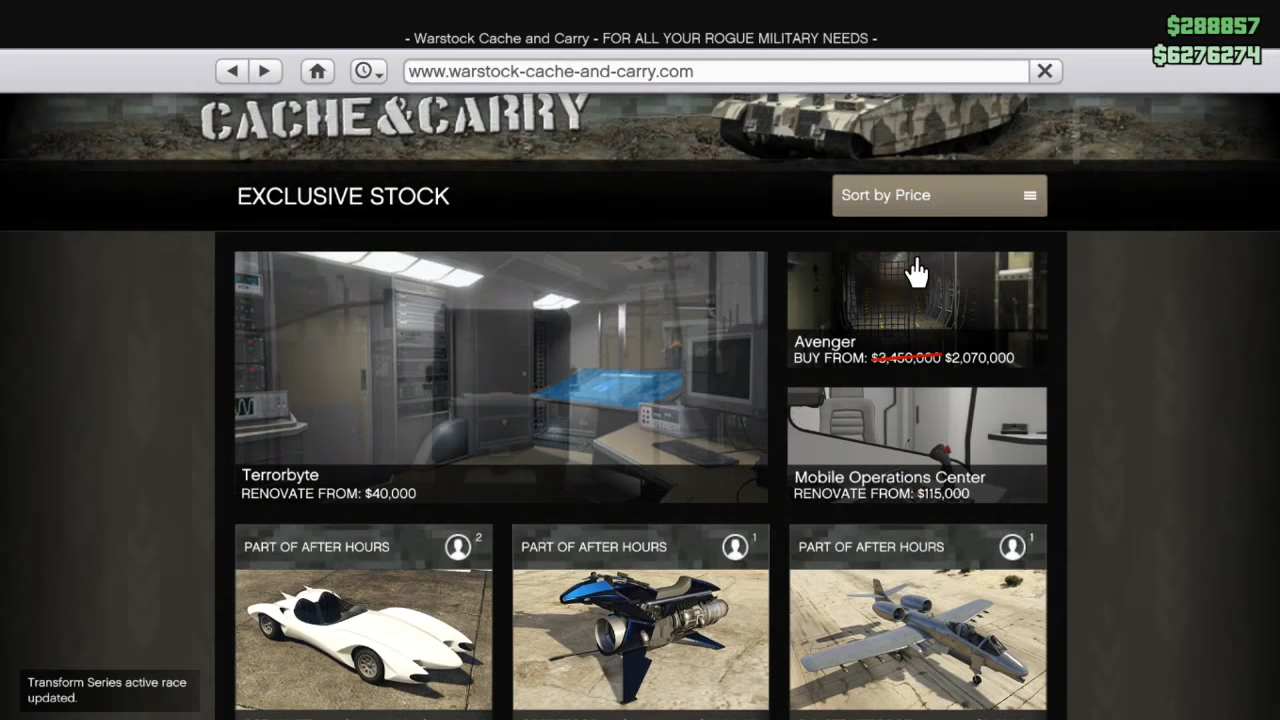 $288857
- Warstock Cache and Carry - FOR ALL YOUR ROGUE MILITARY NEEDS -
$6276274
www.warstock-cache-and-carry.com
CACHE&CARRY
EXCLUSIVE STOCK
Sort by Price
Avenger
BUY FROM: $3,450,000 $2,070,000
Terrorbyte
RENOVATE FROM: $40,000
Mobile Operations Center
RENOVATE FROM: $115,000
PART OF AFTER HOURS 2
PART OF AFTER HOURS 1
PART OF AFTER HOURS 1
Transform Series active race
updated.